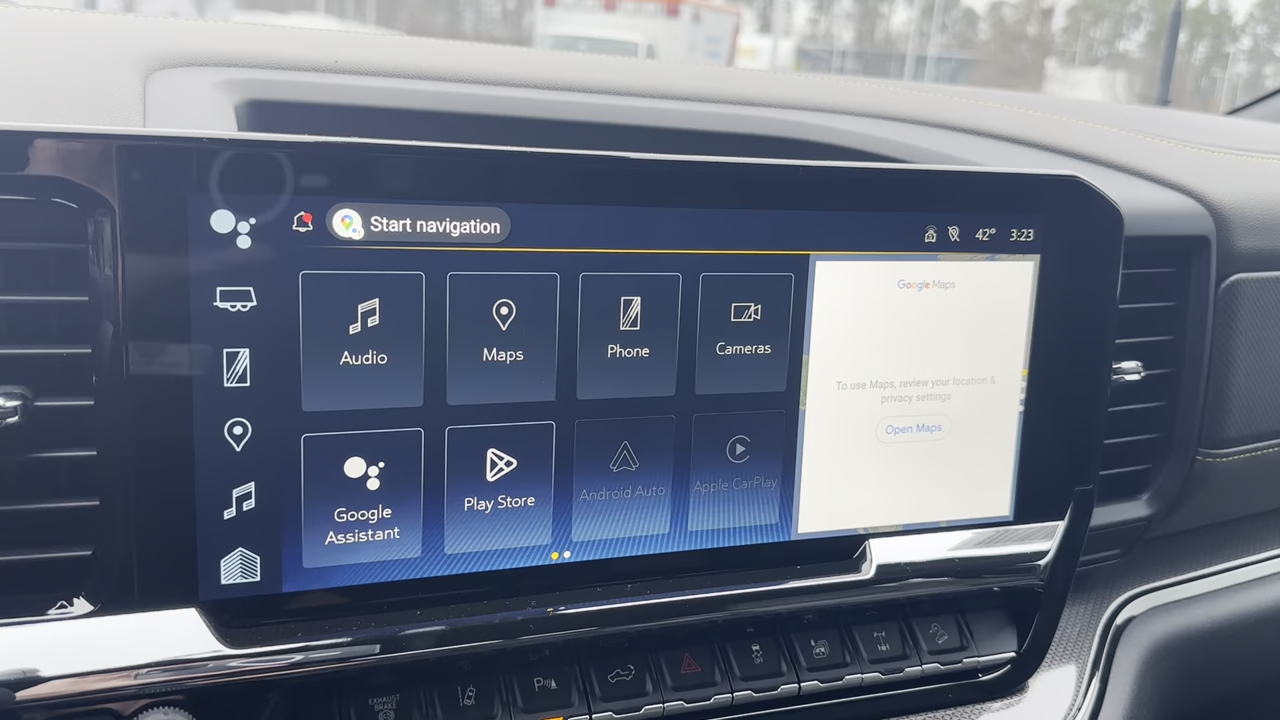 Start navigation
42° 3:23
Audio
Maps
Phone
Cameras
Google Maps
To use Maps, review your location &
privacy settings
Open Maps
Google
Assistant
Play Store
Android Auto
Apple CarPlay
EXHAUST
BRAKE
P